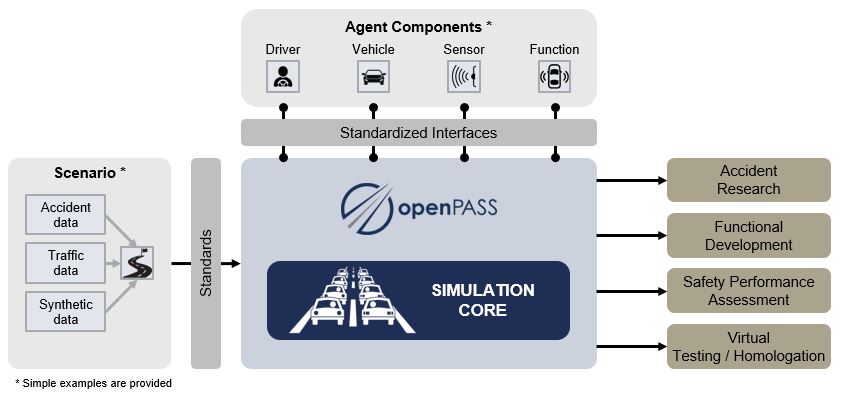 Agent Components *
Driver
Vehicle
Sensor
Function
Standardized Interfaces
Scenario *
Accident
data
Traffic
data
Synthetic
data
Standards
openPASS
SIMULATION
CORE
Accident
Research
Functional
Development
Safety Performance
Assessment
Virtual
Testing / Homologation
* Simple examples are provided